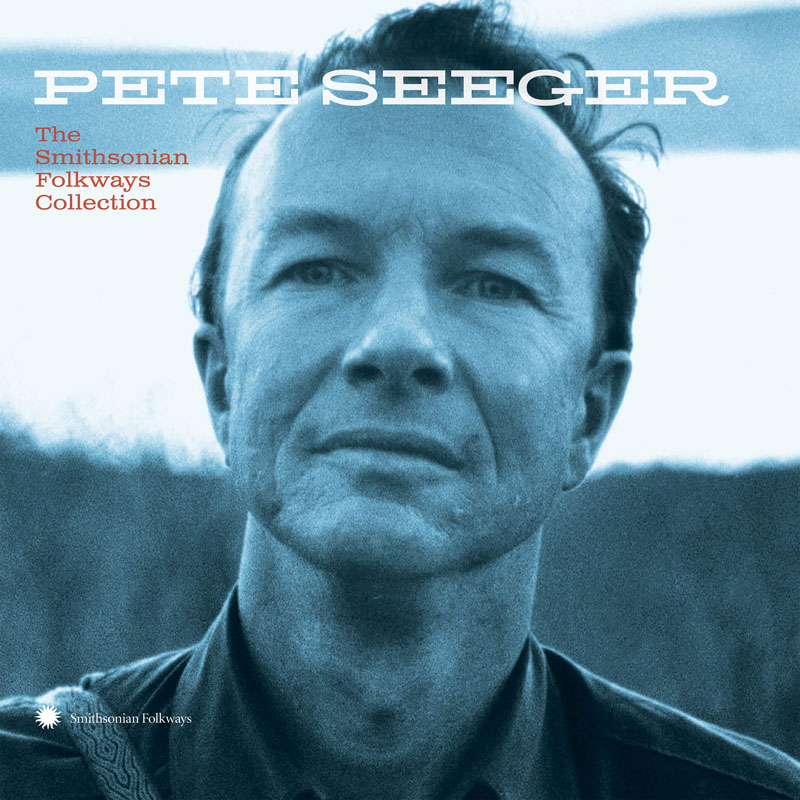 PETE SEEGER
The
Smithsonian
Folkways
Collection
Smithsonian Folkways